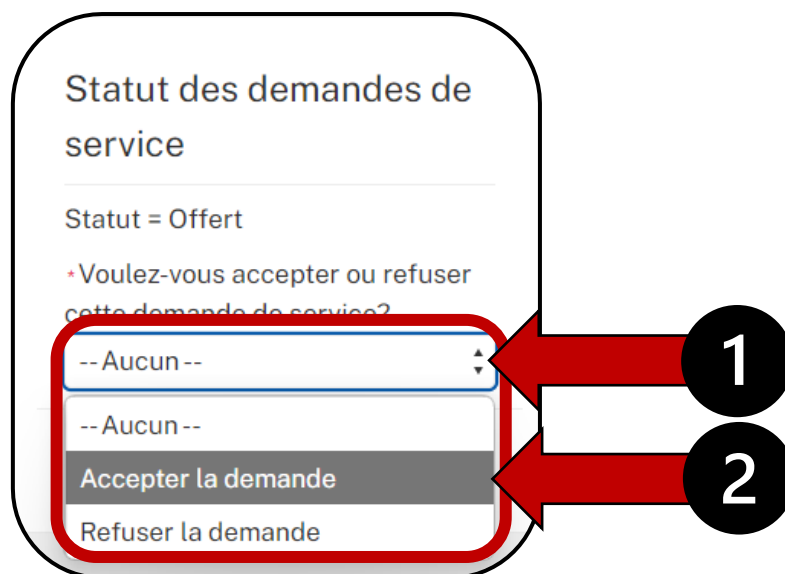 Statut des demandes de
service
Statut = Offert
*Voulez-vous accepter ou refuser
cette demande de service?
--Aucun--
1
--Aucun--
Accepter la demande
2
Refuser la demande